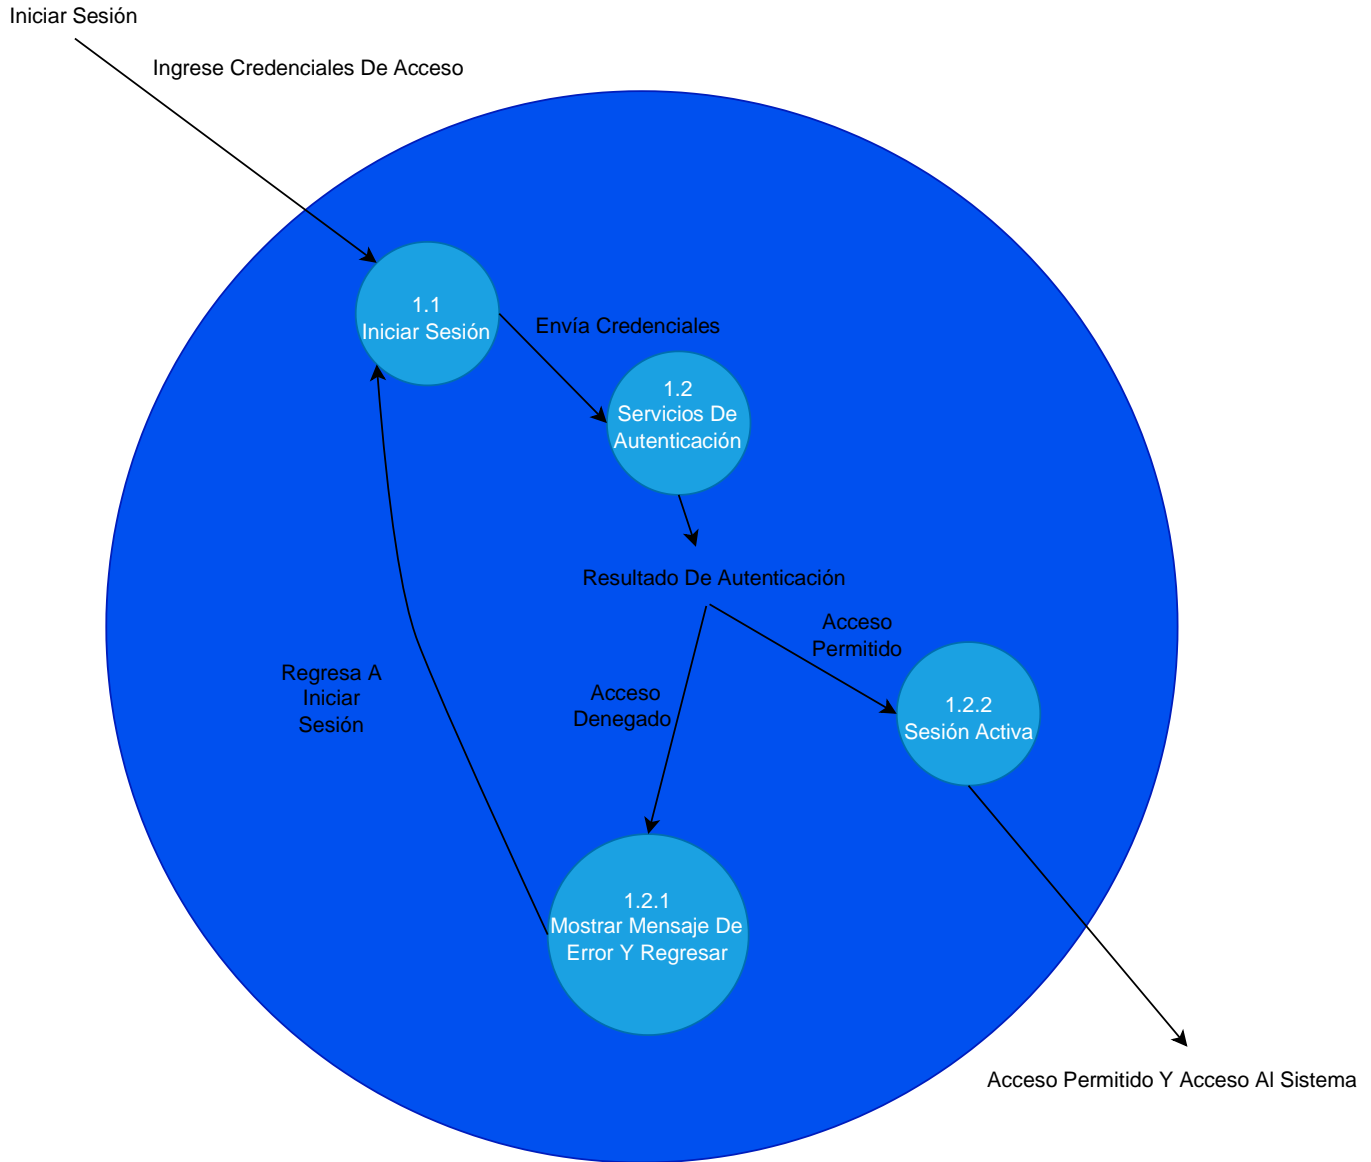 Iniciar Sesión
Ingrese Credenciales De Acceso
1.1
Iniciar Sesión
Envía Credenciales
1.2
Servicios De
Autenticación
Resultado De Autenticación
Acceso
Permitido
Regresa A
Iniciar
Sesión
Acceso
Denegado
1.2.2
Sesión Activa
1.2.1
Mostrar Mensaje De
Error Y Regresar
Acceso Permitido Y Acceso Al Sistema